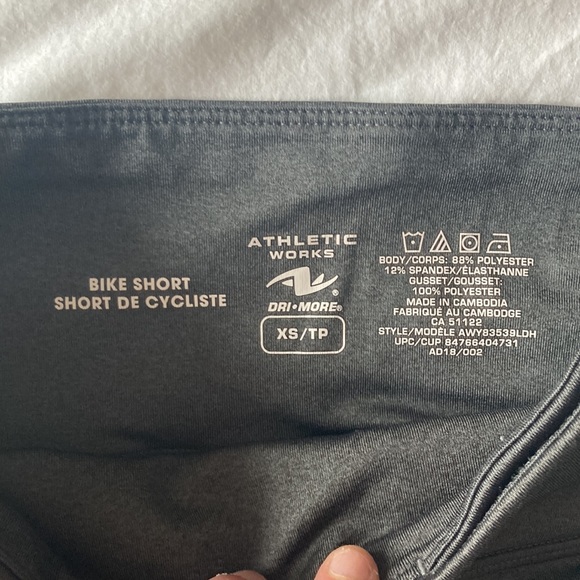 BIKE SHORT
SHORT DE CYCLISTE
ATHLETIC
WORKS
®
DRI•MORE®
XS/TP
BODY/CORPS: 88% POLYESTER
12% SPANDEX/ÉLASTHANNE
GUSSET/GOUSSET:
100% POLYESTER
MADE IN CAMBODIA
FABRIQUÉ AU CAMBODGE
CA 51122
STYLE/MODÈLE AWY83539LDH
UPC/CUP 84766404731
AD18/002